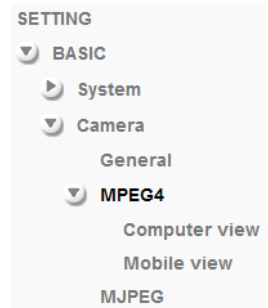 SETTING
BASIC
System
Camera
General
MPEG4
Computer view
Mobile view
MJPEG